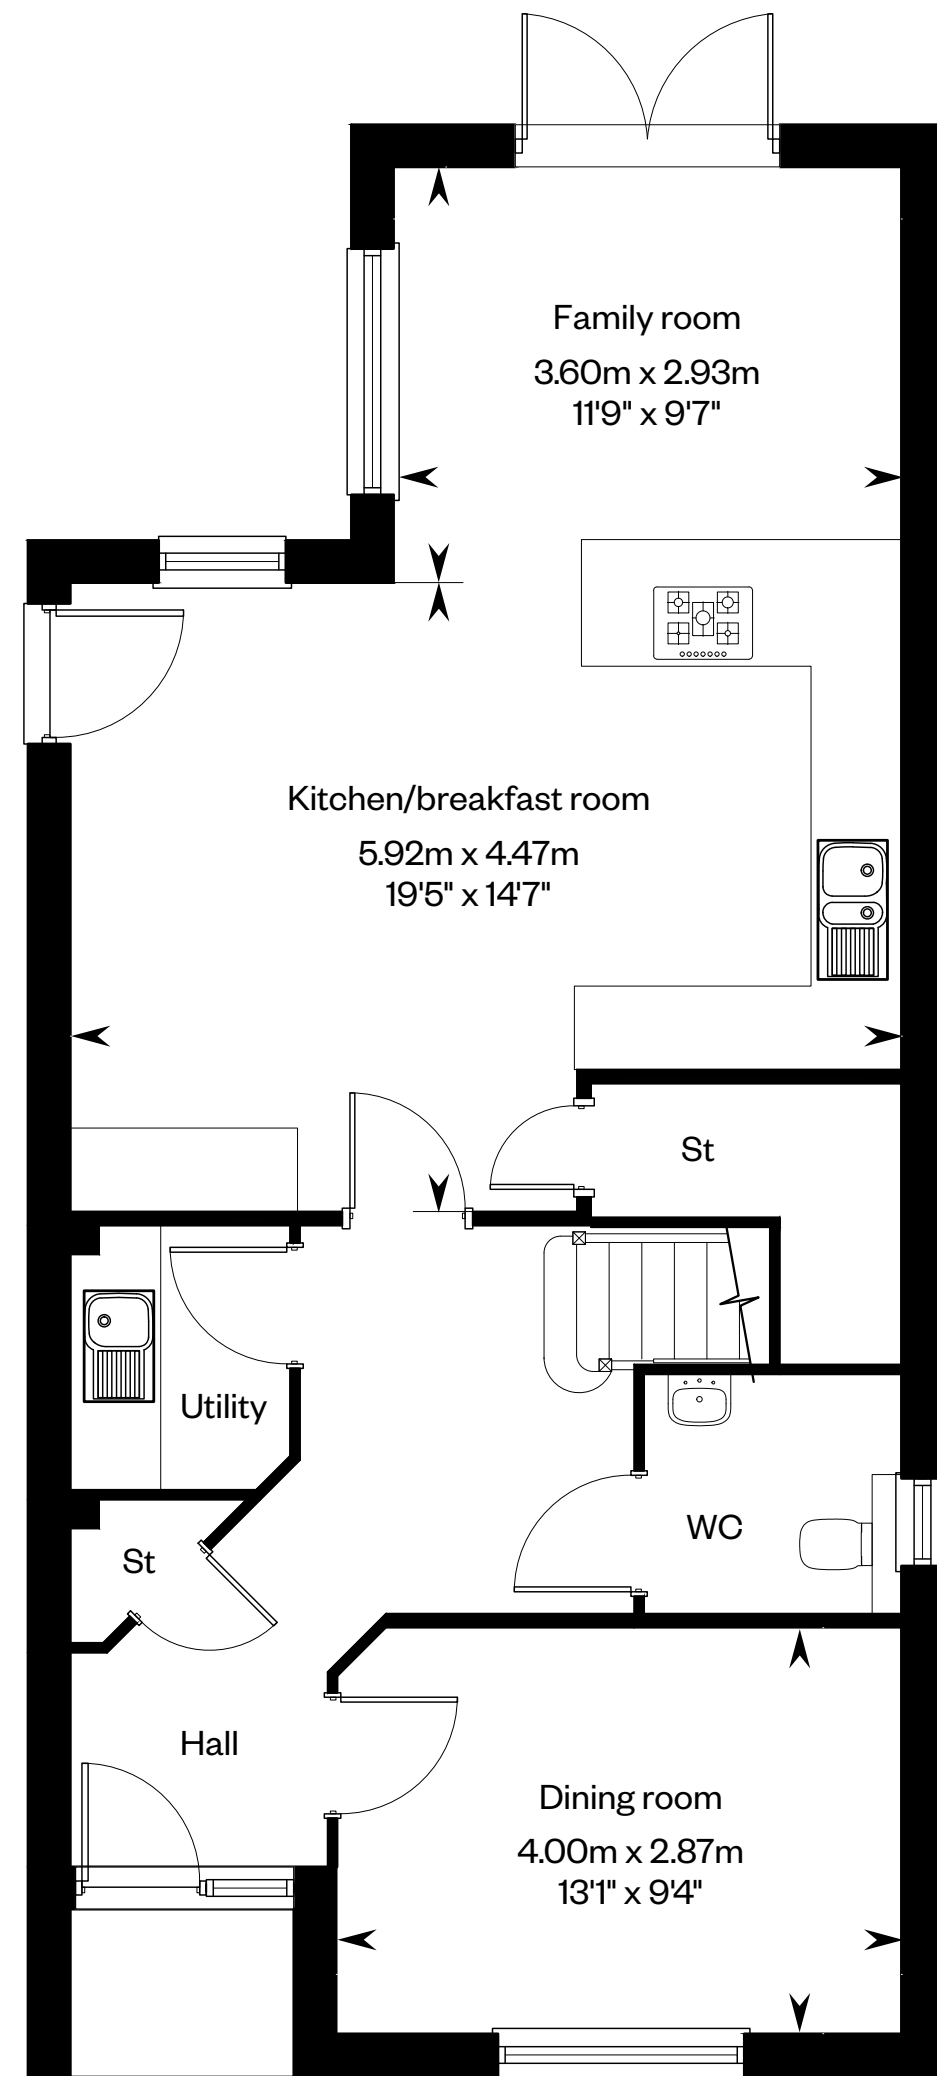 Family room
3.60m x 2.93m
11'9" x 9'7"
Kitchen/breakfast room
5.92m x 4.47m
19'5" x 14'7"
St
Utility
WC
St
Hall
Dining room
4.00m x 2.87m
13'1" x 9'4"